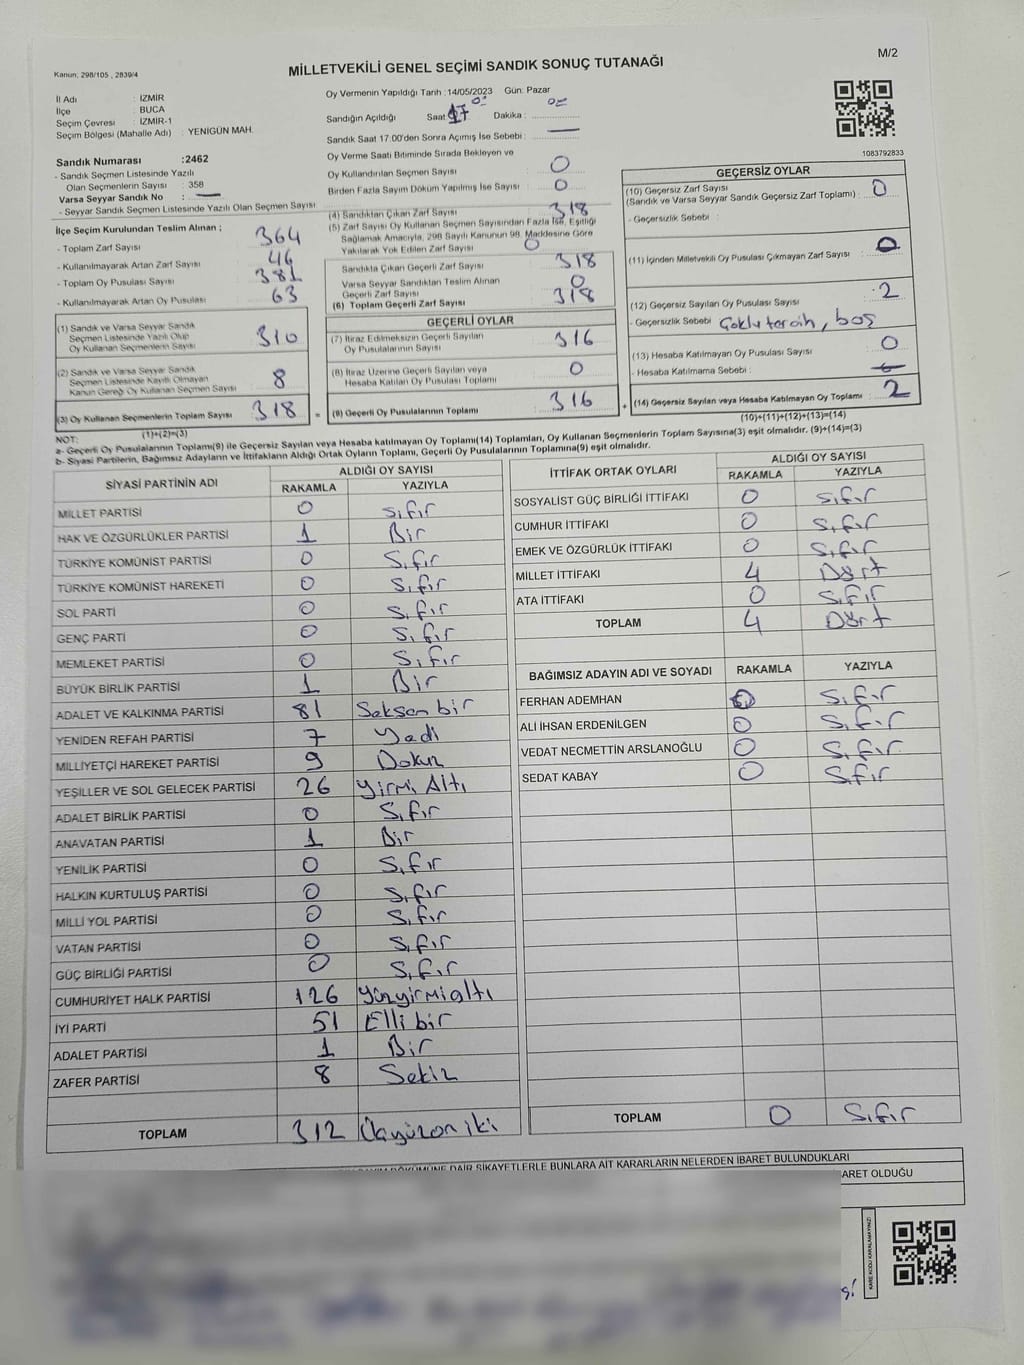 M/2
Kanun, 298/105 , 2839/4
MİLLETVEKİLİ GENEL SEÇİMİ SANDIK SONUÇ TUTANAĞI
İl Adı : İZMİR
İlçe : BUCA
Seçim Çevresi : İZMİR-1
Seçim Bölgesi (Mahalle Adı) : YENİGÜN MAH.
Sandık Numarası :2462
- Sandık Seçmen Listesinde Yazılı
Olan Seçmenlerin Sayısı : 358
Varsa Seyyar Sandık No :
- Seyyar Sandık Seçmen Listesinde Yazılı Olan Seçmen Sayısı
Oy Vermenin Yapıldığı Tarih :14/05/2023 Gün: Pazar
Sandığın Açıldığı Saat: 17 00 Dakika : 00
Sandık Saat 17:00'den Sonra Açımış İse Sebebi :
Oy Verme Saati Bitiminde Sırada Bekleyen ve
Oy Kullandırılan Seçmen Sayısı 0
Birden Fazla Sayım Döküm Yapılmış İse Sayısı 0
1083792833
İlçe Seçim Kurulundan Teslim Alınan ;
- Toplam Zarf Sayısı 364
- Kullanılmayarak Artan Zarf Sayısı 46
- Toplam Oy Pusulası Sayısı 381
- Kullanılmayarak Artan Oy Pusulası 63
(1) Sandık ve Varsa Seyyar Sandık
Seçmen Listesinde Yazılı Olup
Oy Kullanan Seçmenlerin Sayısı 310
(2) Sandık ve Varsa Seyyar Sandık
Seçmen Listesinde Kayıtlı Olmayan
Kanun Gereği Oy Kullanan Seçmen Sayısı 8
(3) Oy Kullanan Seçmenlerin Toplam Sayısı 318
(1)+(2)=(3)
(4) Sandıktan Çıkan Zarf Sayısı 318
(5) Zarf Sayısı Oy Kullanan Seçmen Sayısından Fazla İse, Eşitliği
Sağlamak Amacıyla, 298 Sayılı Kanunun 98. Maddesine Göre
Yakılarak Yok Edilen Zarf Sayısı 0
Sandıkta Çıkan Geçerli Zarf Sayısı 318
Varsa Seyyar Sandıktan Teslim Alınan
Geçerli Zarf Sayısı 0
(6) Toplam Geçerli Zarf Sayısı 318
GEÇERLİ OYLAR
(7) İtiraz Edilmeksizin Geçerli Sayılan
Oy Pusulalarının Sayısı 316
(8) İtiraz Üzerine Geçerli Sayılan veya
Hesaba Katılan Oy Pusulası Toplamı 0
= (9) Geçerli Oy Pusulalarının Toplamı 316
GEÇERSİZ OYLAR
(10) Geçersiz Zarf Sayısı
(Sandık ve Varsa Seyyar Sandık Geçersiz Zarf Toplamı) : 0
- Geçersizlik Sebebi :
(11) İçinden Milletvekili Oy Pusulası Çıkmayan Zarf Sayısı 0
(12) Geçersiz Sayılan Oy Pusulası Sayısı 2
- Geçersizlik Sebebi Çoklu tercih, boş
(13) Hesaba Katılmayan Oy Pusulası Sayısı 0
- Hesaba Katılmama Sebebi :
+ (14) Geçersiz Sayılan veya Hesaba Katılmayan Oy Toplamı : 2
(10)+(11)+(12)+(13)=(14)
NOT:
a- Geçerli Oy Pusulalarının Toplamı(9) ile Geçersiz Sayılan veya Hesaba katılmayan Oy Toplamı(14) Toplamları, Oy Kullanan Seçmenlerin Toplam Sayısına(3) eşit olmalıdır. (9)+(14)=(3)
b- Siyasi Partilerin, Bağımsız Adayların ve İttifakların Aldığı Ortak Oyların Toplamı, Geçerli Oy Pusulalarının Toplamına(9) eşit olmalıdır.
SİYASİ PARTİNİN ADI ALDIĞI OY SAYISI
RAKAMLA YAZIYLA
MİLLET PARTİSİ 0 Sıfır
HAK VE ÖZGÜRLÜKLER PARTİSİ 1 Bir
TÜRKİYE KOMÜNİST PARTİSİ 0 Sıfır
TÜRKİYE KOMÜNİST HAREKETİ 0 Sıfır
SOL PARTİ 0 Sıfır
GENÇ PARTİ 0 Sıfır
MEMLEKET PARTİSİ 0 Sıfır
BÜYÜK BİRLİK PARTİSİ 1 Bir
ADALET VE KALKINMA PARTİSİ 81 Seksen bir
YENİDEN REFAH PARTİSİ 7 Yedi
MİLLİYETÇİ HAREKET PARTİSİ 9 Dokuz
YEŞİLLER VE SOL GELECEK PARTİSİ 26 Yirmi Altı
ADALET BİRLİK PARTİSİ 0 Sıfır
ANAVATAN PARTİSİ 1 Bir
YENİLİK PARTİSİ 0 Sıfır
HALKIN KURTULUŞ PARTİSİ 0 Sıfır
MİLLİ YOL PARTİSİ 0 Sıfır
VATAN PARTİSİ 0 Sıfır
GÜÇ BİRLİĞİ PARTİSİ 0 Sıfır
CUMHURİYET HALK PARTİSİ 126 Yüzyirmialtı
İYİ PARTİ 51 Elli bir
ADALET PARTİSİ 1 Bir
ZAFER PARTİSİ 8 Sekiz
TOPLAM 312 Üçyüzon iki
İTTİFAK ORTAK OYLARI ALDIĞI OY SAYISI
RAKAMLA YAZIYLA
SOSYALİST GÜÇ BİRLİĞİ İTTİFAKI 0 Sıfır
CUMHUR İTTİFAKI 0 Sıfır
EMEK VE ÖZGÜRLÜK İTTİFAKI 0 Sıfır
MİLLET İTTİFAKI 4 Dört
ATA İTTİFAKI 0 Sıfır
TOPLAM 4 Dört
BAĞIMSIZ ADAYIN ADI VE SOYADI RAKAMLA YAZIYLA
FERHAN ADEMHAN 0 Sıfır
ALİ İHSAN ERDENİLGEN 0 Sıfır
VEDAT NECMETTİN ARSLANOĞLU 0 Sıfır
SEDAT KABAY 0 Sıfır
TOPLAM 0 Sıfır
DÖKÜMÜNE DAİR ŞİKAYETLERLE BUNLARA AİT KARARLARIN NELERDEN İBARET BULUNDUKLARI
ARET OLDUĞU
KARE KODU KARALAMAYINIZ!